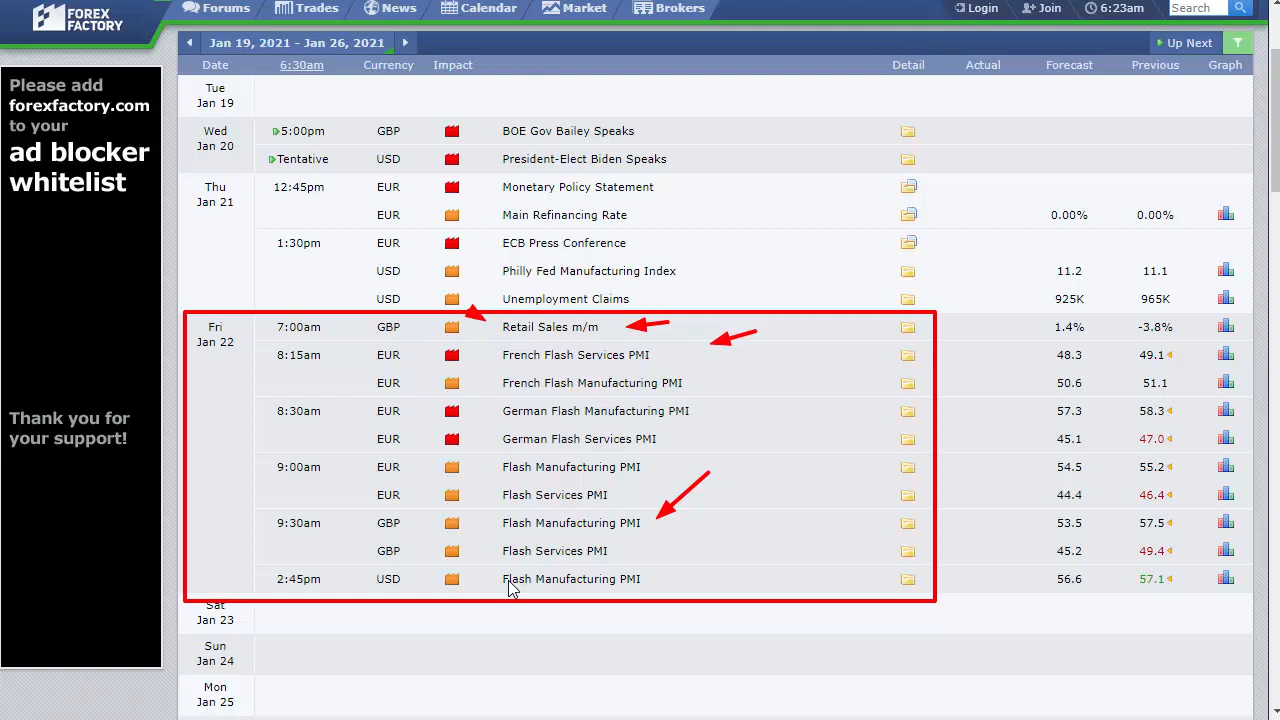 FOREX FACTORY
Forums Trades News Calendar Market Brokers Login Join 6:23am Search
Jan 19, 2021 - Jan 26, 2021 Up Next
Date 6:30am Currency Impact Detail Actual Forecast Previous Graph
Tue Jan 19
Wed Jan 20 5:00pm GBP BOE Gov Bailey Speaks
Tentative USD President-Elect Biden Speaks
Thu Jan 21 12:45pm EUR Monetary Policy Statement
EUR Main Refinancing Rate 0.00% 0.00%
1:30pm EUR ECB Press Conference
USD Philly Fed Manufacturing Index 11.2 11.1
USD Unemployment Claims 925K 965K
Fri Jan 22 7:00am GBP Retail Sales m/m 1.4% -3.8%
8:15am EUR French Flash Services PMI 48.3 49.1
EUR French Flash Manufacturing PMI 50.6 51.1
8:30am EUR German Flash Manufacturing PMI 57.3 58.3
EUR German Flash Services PMI 45.1 47.0
9:00am EUR Flash Manufacturing PMI 54.5 55.2
EUR Flash Services PMI 44.4 46.4
9:30am GBP Flash Manufacturing PMI 53.5 57.5
GBP Flash Services PMI 45.2 49.4
2:45pm USD Flash Manufacturing PMI 56.6 57.1
Sat Jan 23
Sun Jan 24
Mon Jan 25
Please add
forexfactory.com
to your
ad blocker
whitelist
Thank you for
your support!